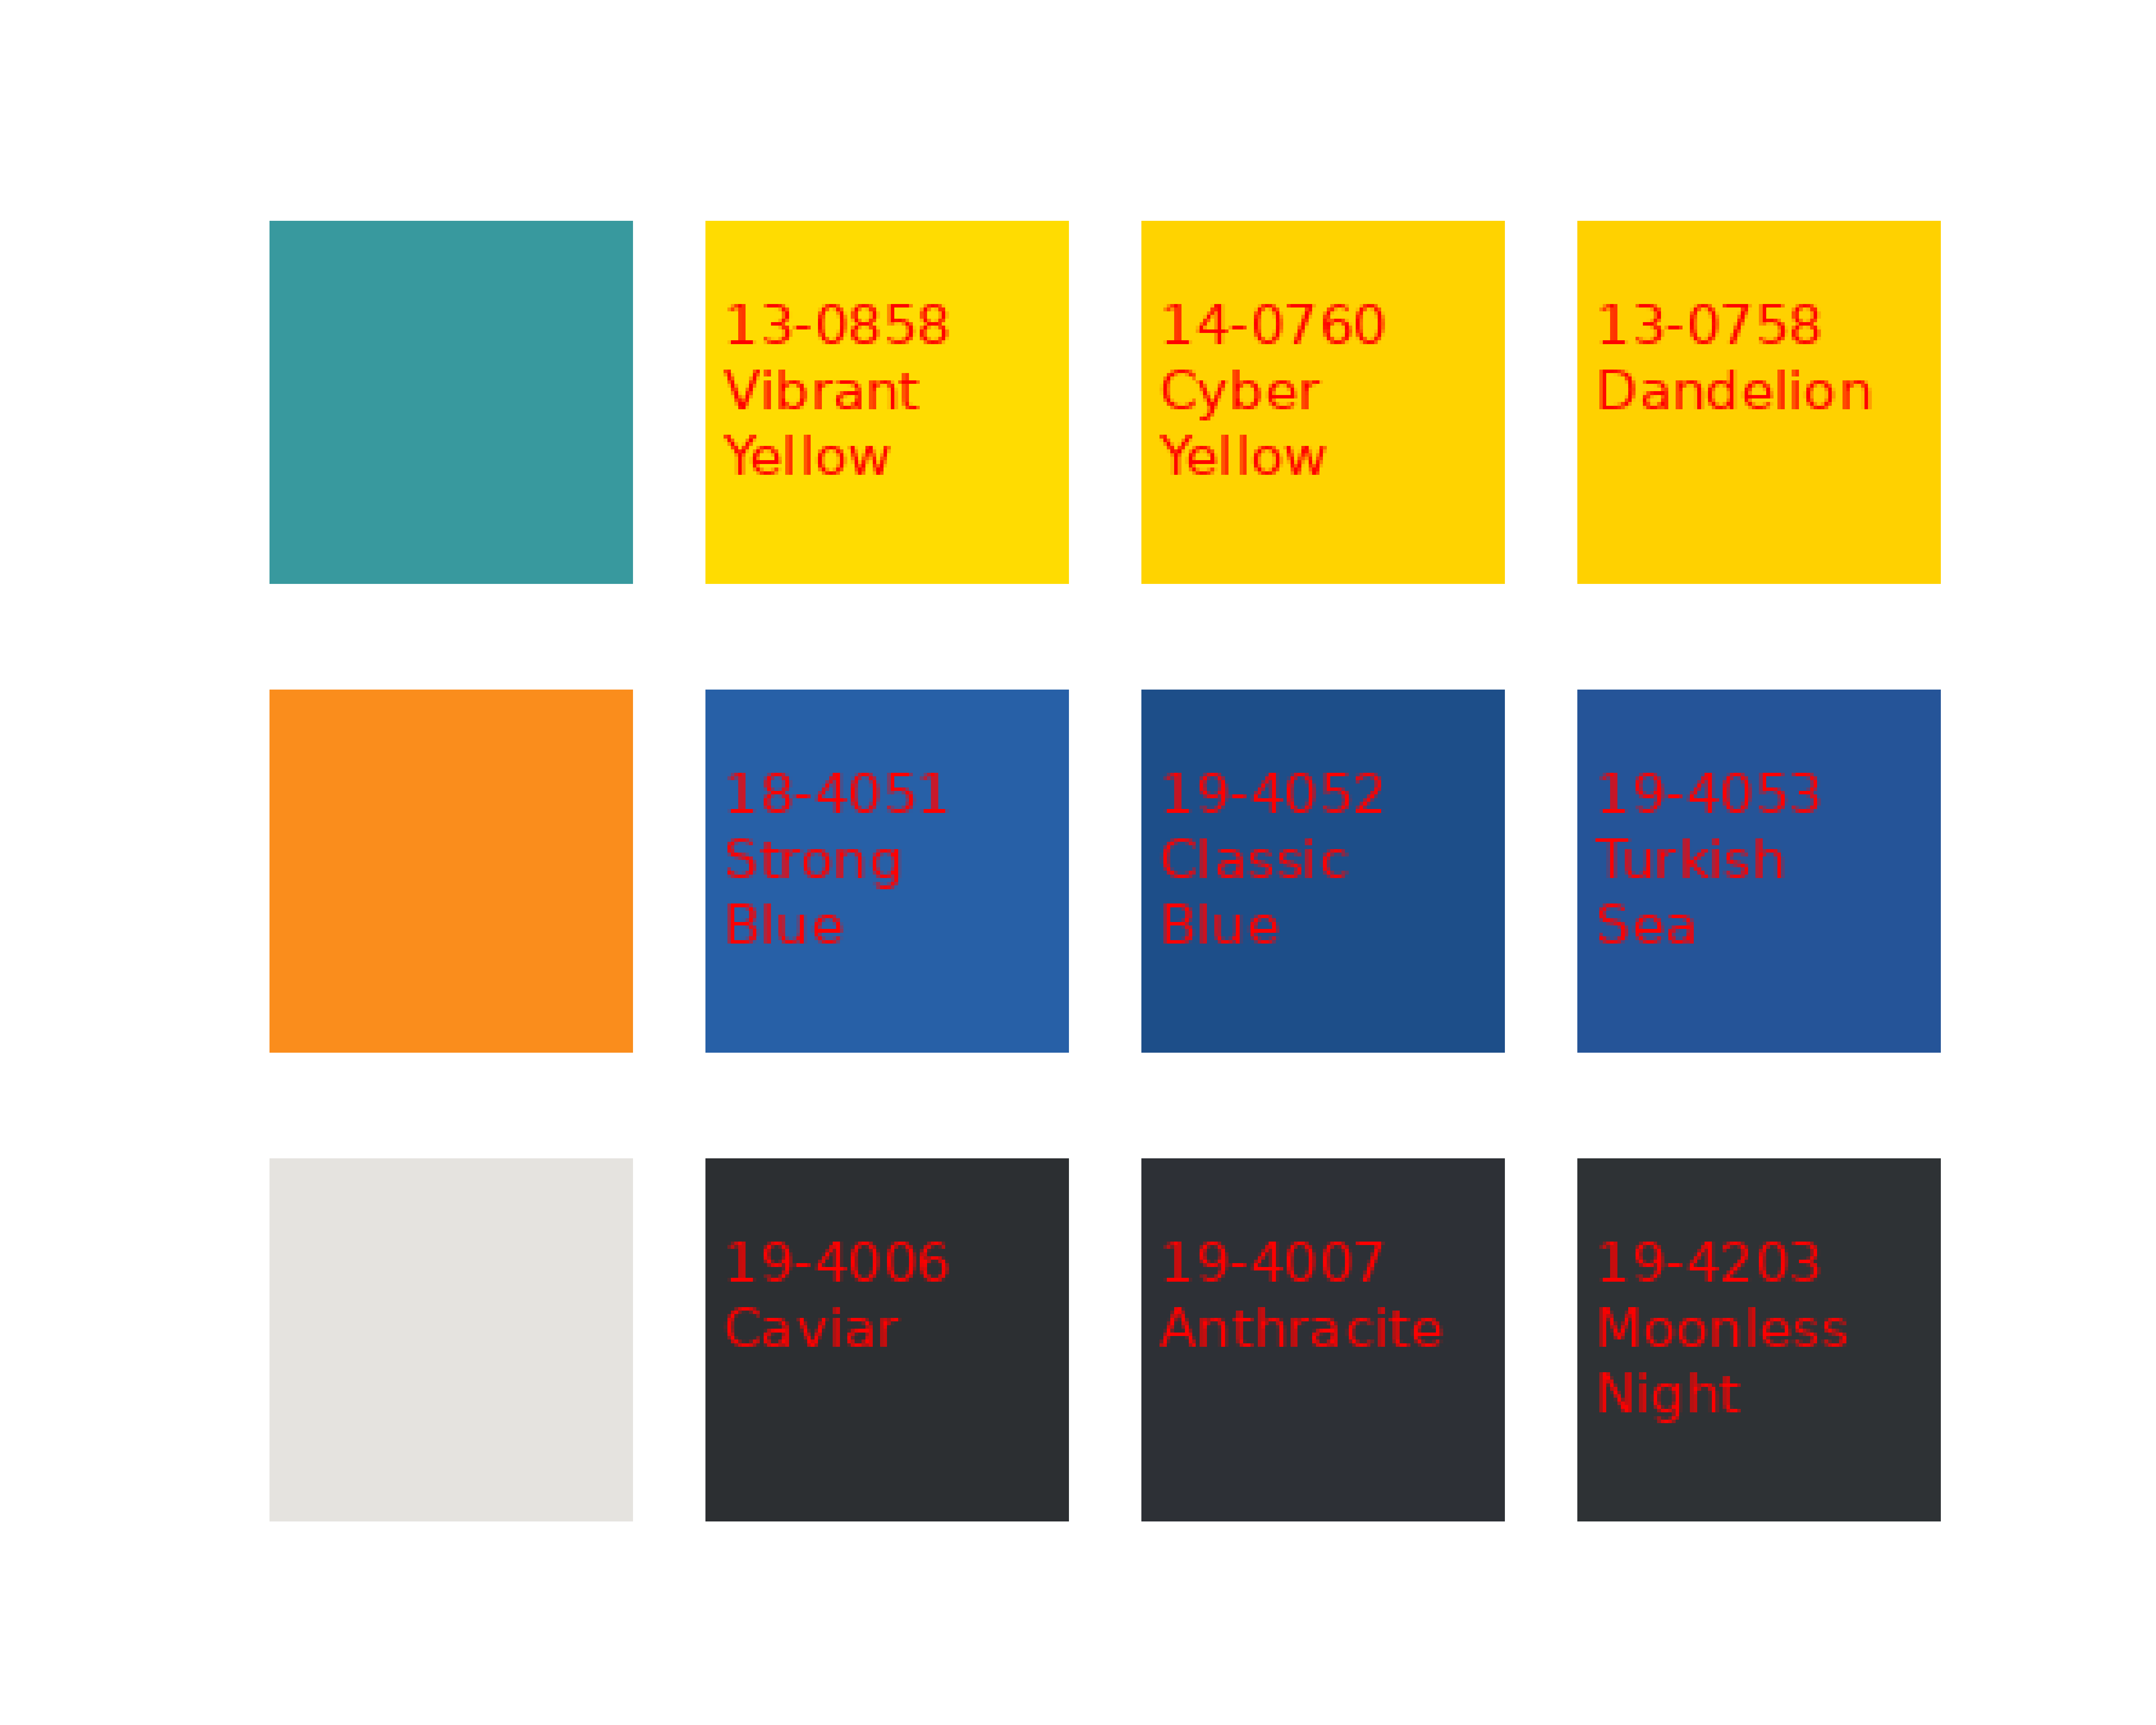 13-0858
Vibrant
Yellow
14-0760
Cyber
Yellow
13-0758
Dandelion
18-4051
Strong
Blue
19-4052
Classic
Blue
19-4053
Turkish
Sea
19-4006
Caviar
19-4007
Anthracite
19-4203
Moonless
Night